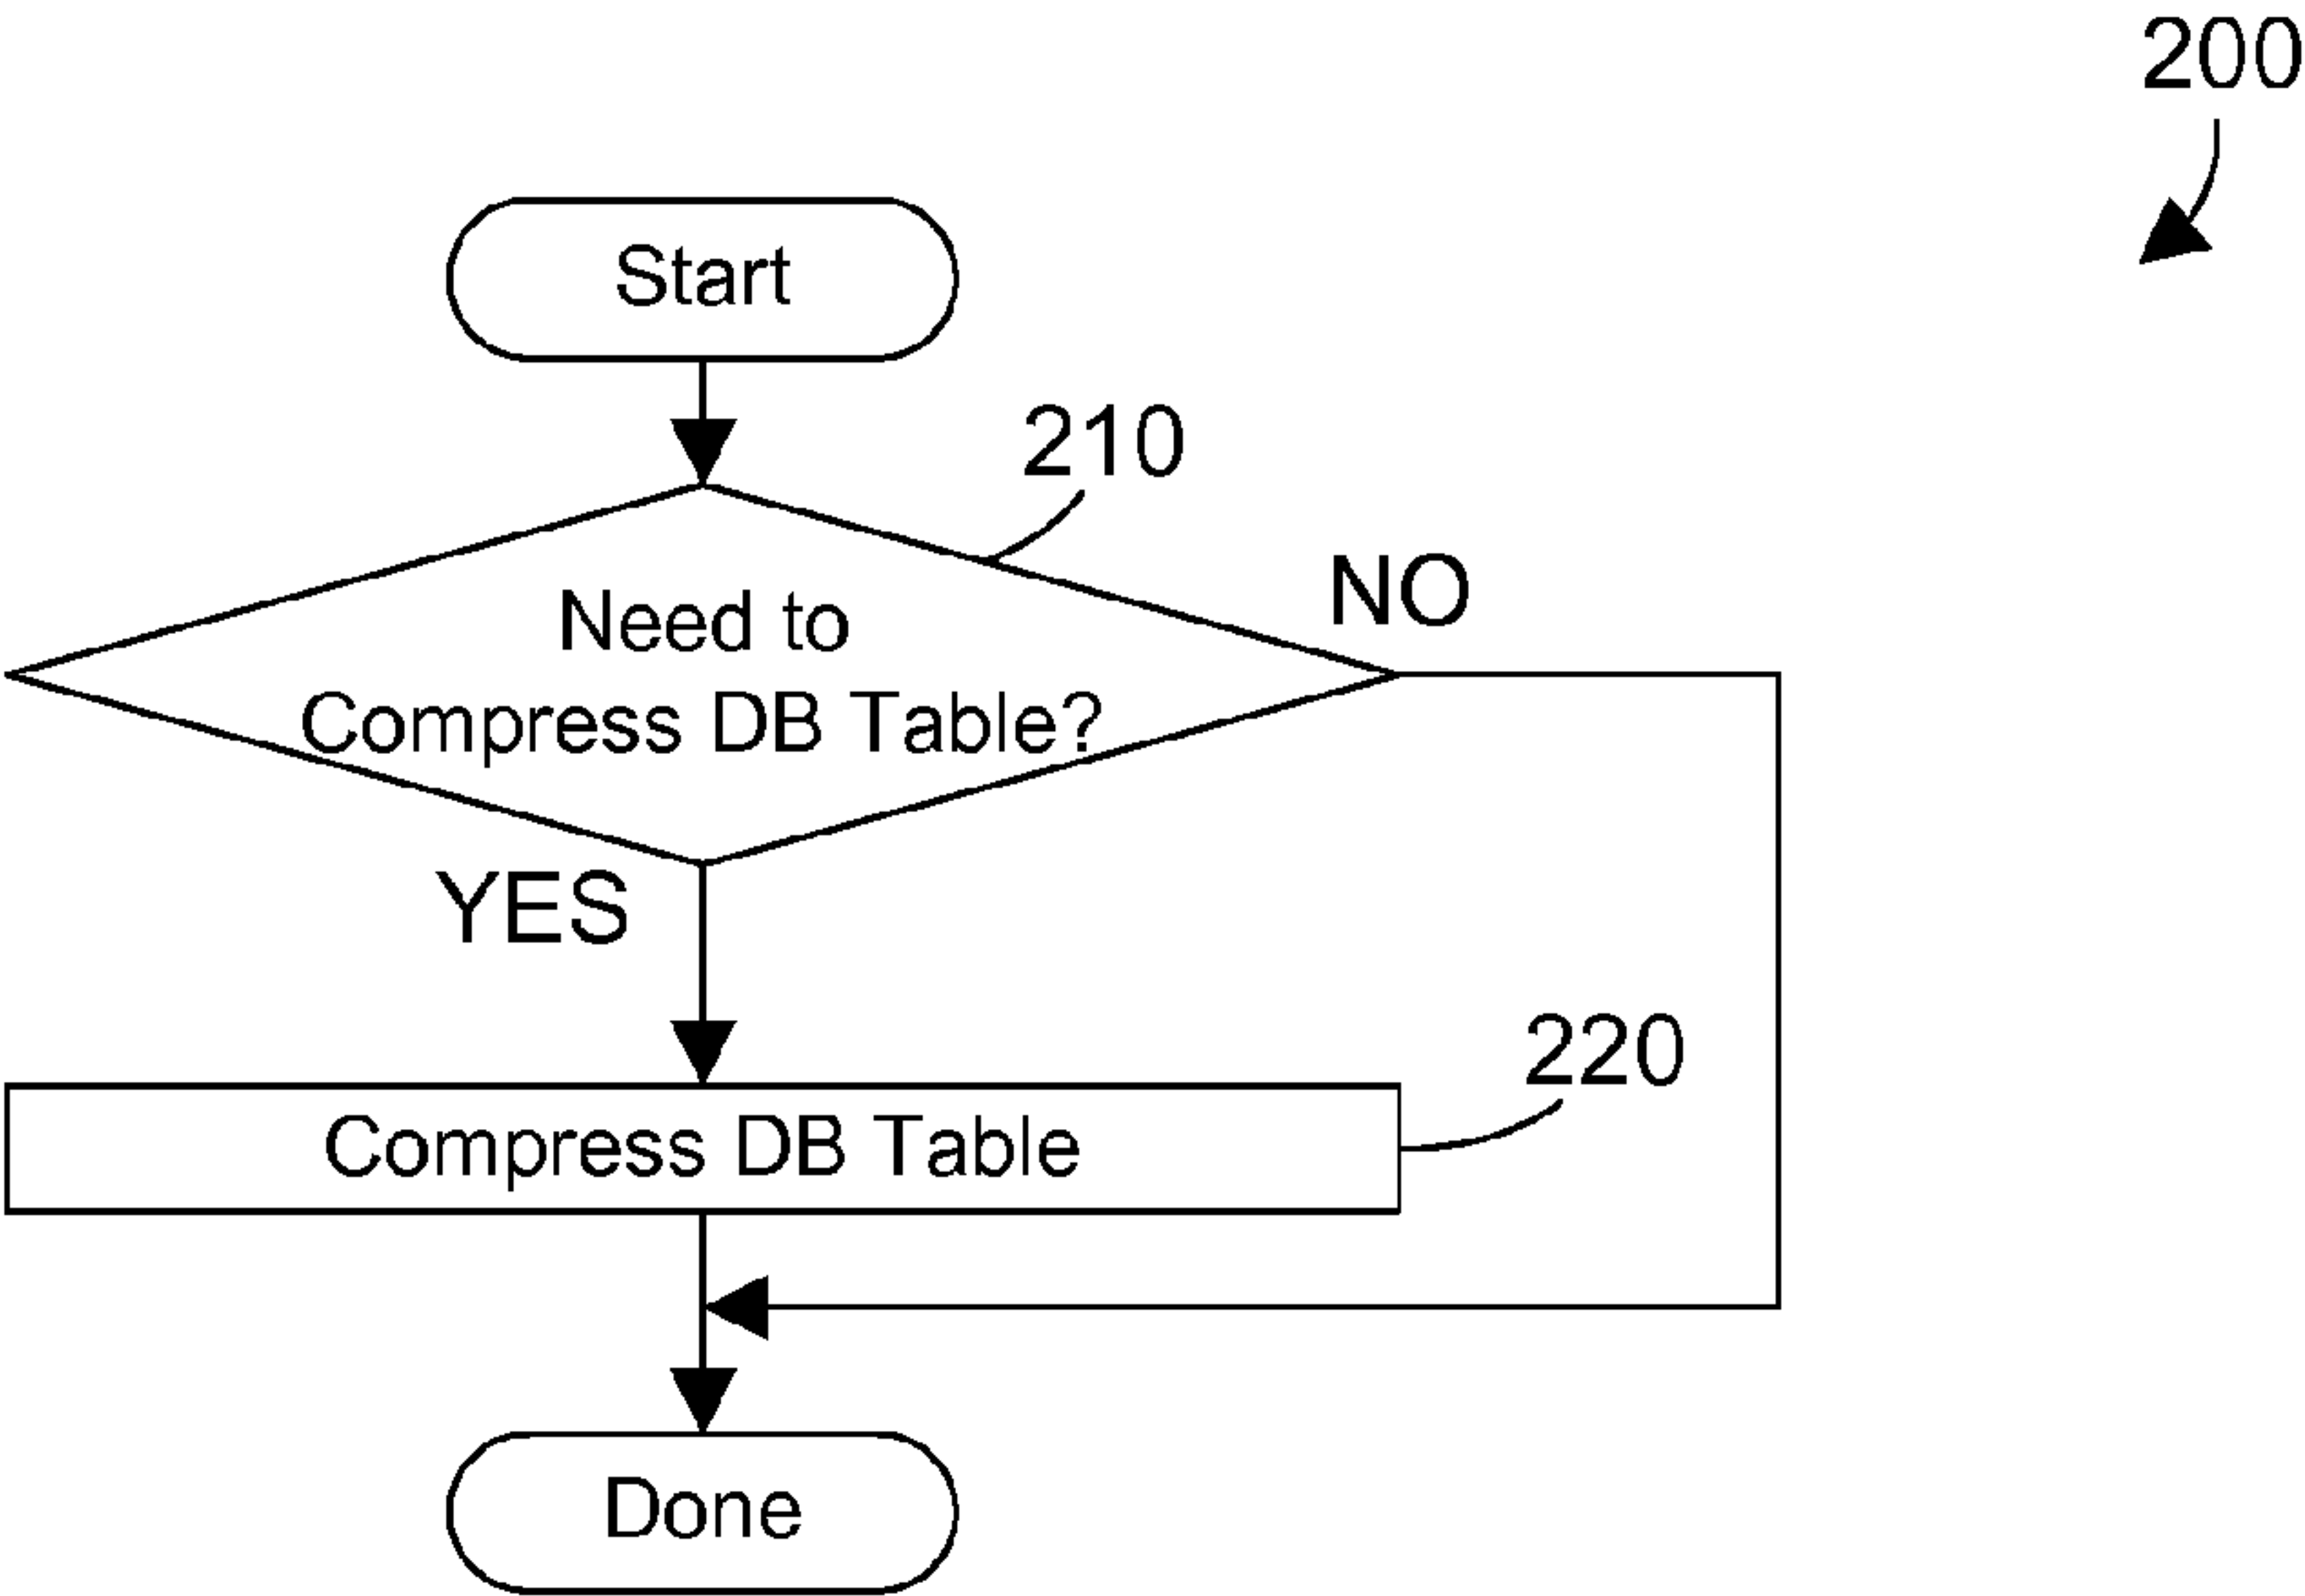 200
Start
210
NO
Need to
Compress DB Table?
YES
220
Compress DB Table
Done